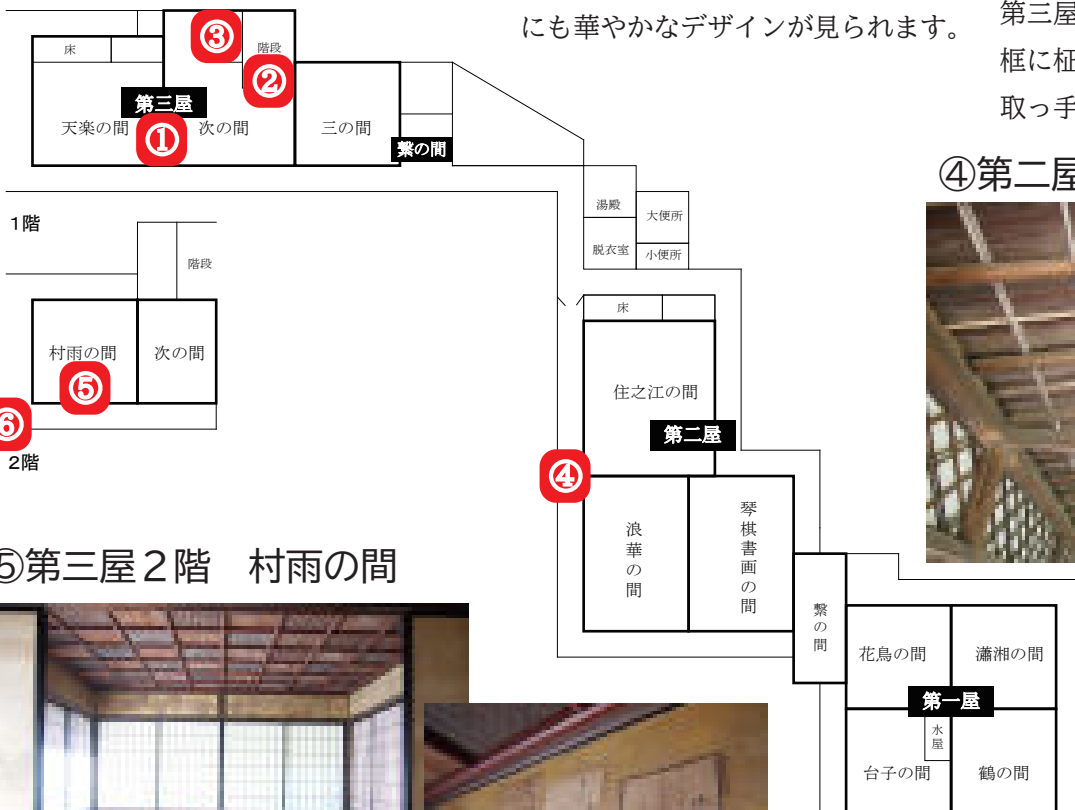 にも華やかなデザインが見られます。
第三屋
框に柾
取っ手
③
床
階段
②
第三屋
天楽の間
①
次の間
三の間
繋の間
湯殿
大便所
脱衣室
小便所
1階
階段
村雨の間
次の間
⑤
⑥
2階
④第二屋
床
住之江の間
第二屋
④
浪華の間
琴棋書画の間
繋の間
花鳥の間
瀟湘の間
第一屋
水屋
台子の間
鶴の間
⑤第三屋2階　村雨の間